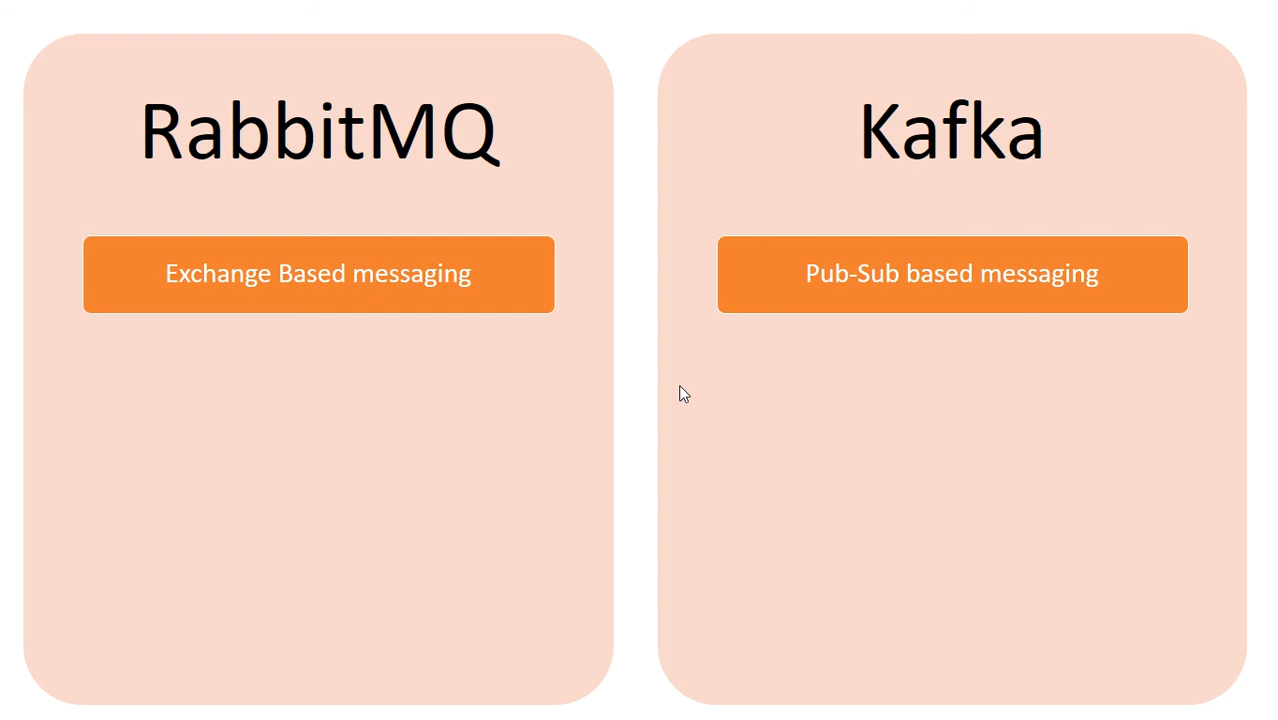 RabbitMQ
Exchange Based messaging
Kafka
Pub-Sub based messaging